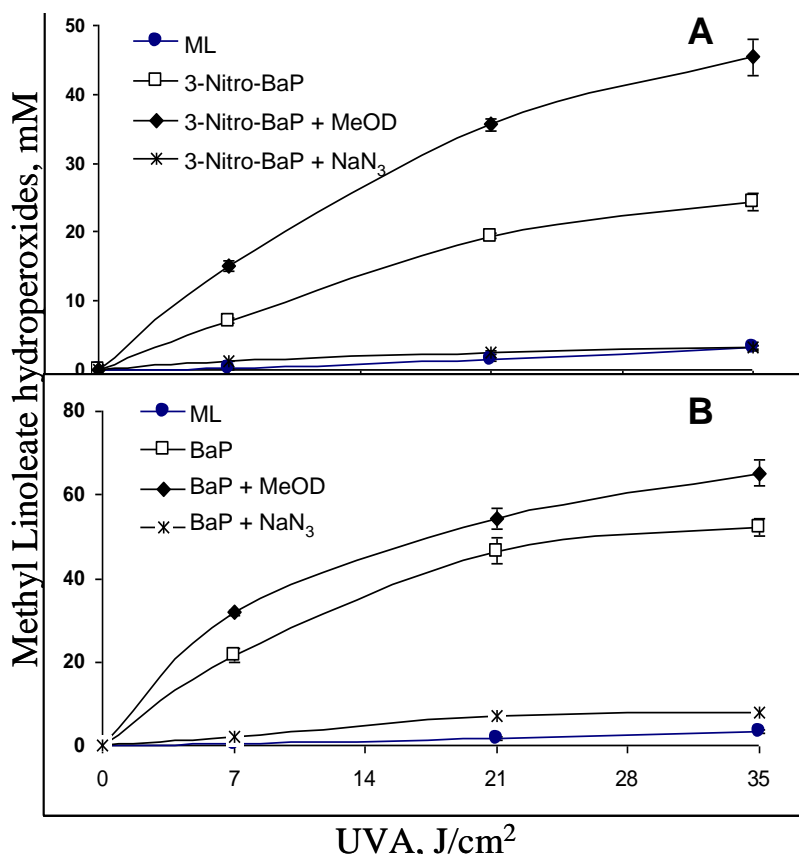 Methyl Linoleate hydroperoxides, mM
A
50
40
30
20
10
0
ML
3-Nitro-BaP
3-Nitro-BaP + MeOD
3-Nitro-BaP + NaN₃
B
80
60
40
20
0
ML
BaP
BaP + MeOD
BaP + NaN₃
0 7 14 21 28 35
UVA, J/cm²